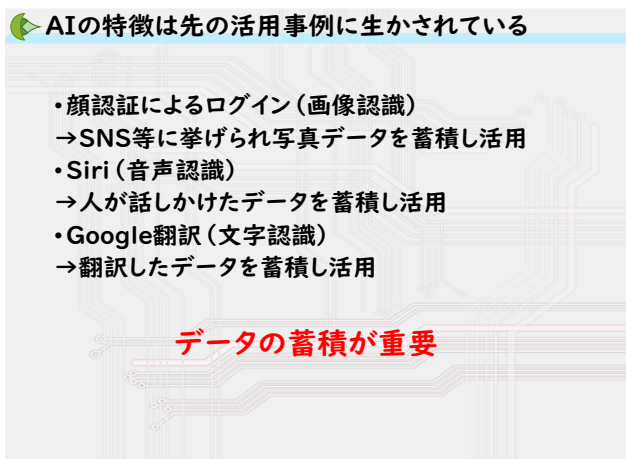 AIの特徴は先の活用事例に生かされている
・顔認証によるログイン(画像認識)
→SNS等に挙げられ写真データを蓄積し活用
・Siri(音声認識)
→人が話しかけたデータを蓄積し活用
・Google翻訳(文字認識)
→翻訳したデータを蓄積し活用
データの蓄積が重要